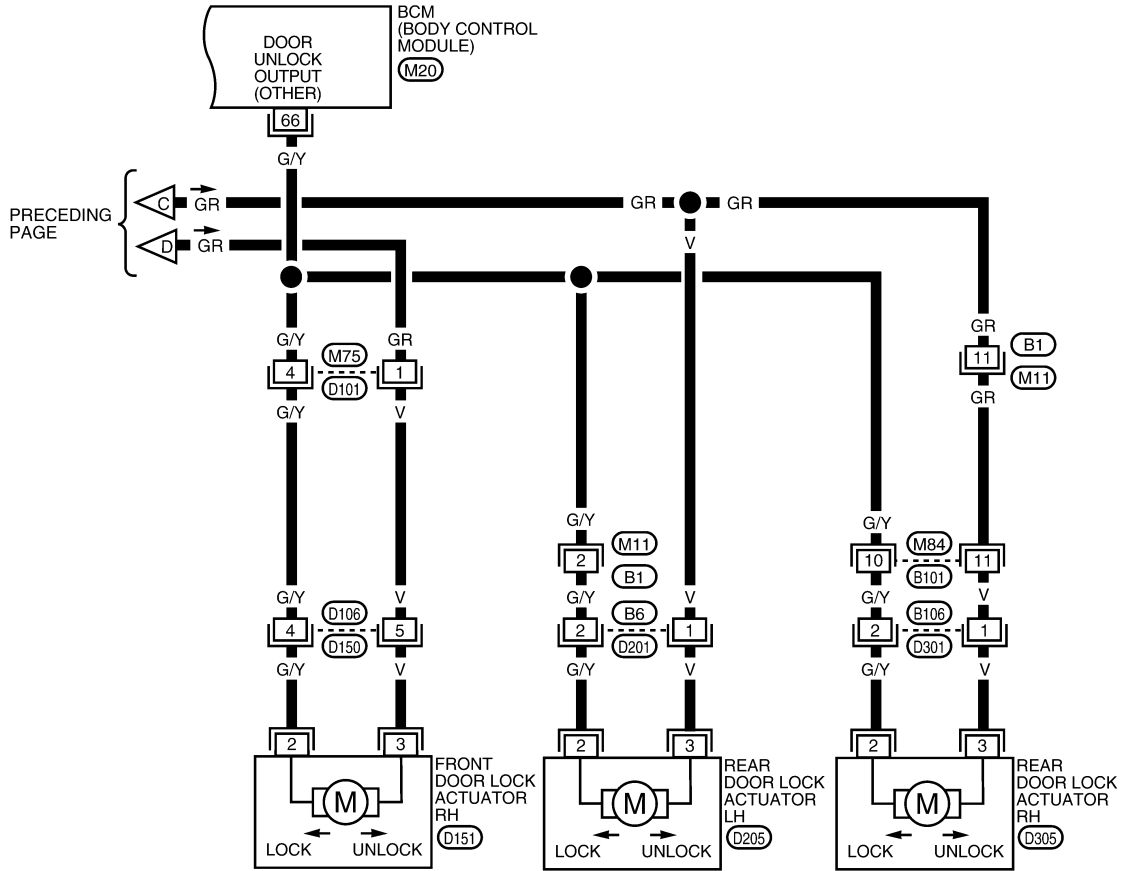 BCM
(BODY CONTROL
MODULE)
M20
DOOR
UNLOCK
OUTPUT
(OTHER)
66
G/Y
PRECEDING
PAGE
C
GR
GR
GR
D
GR
V
G/Y
GR
GR
4
M75
D101
1
11
B1
M11
G/Y
V
GR
G/Y
G/Y
2
M11
B1
10
M84
B101
11
G/Y
V
G/Y
V
G/Y
V
4
D106
D150
5
2
B6
D201
1
2
B106
D301
1
G/Y
V
G/Y
V
G/Y
V
2
3
2
3
2
3
FRONT
DOOR LOCK
ACTUATOR
RH
D151
M
LOCK
UNLOCK
REAR
DOOR LOCK
ACTUATOR
LH
D205
M
LOCK
UNLOCK
REAR
DOOR LOCK
ACTUATOR
RH
D305
M
LOCK
UNLOCK